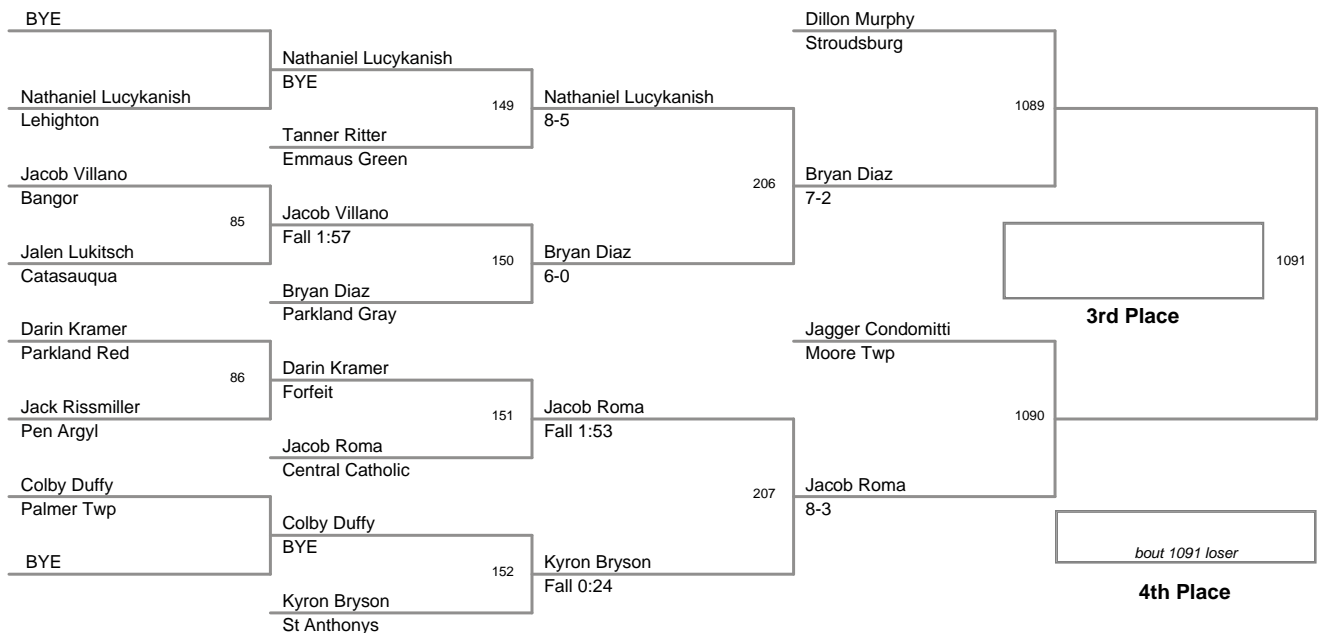 BYE
Nathaniel Lucykanish
Lehighton
Jacob Villano
Bangor
85
Jalen Lukitsch
Catasauqua
Darin Kramer
Parkland Red
86
Jack Rissmiller
Pen Argyl
Colby Duffy
Palmer Twp
BYE
Nathaniel Lucykanish
BYE
149
Tanner Ritter
Emmaus Green
Jacob Villano
Fall 1:57
150
Bryan Diaz
Parkland Gray
Darin Kramer
Forfeit
151
Jacob Roma
Central Catholic
Colby Duffy
BYE
152
Kyron Bryson
St Anthonys
Nathaniel Lucykanish
8-5
206
Bryan Diaz
6-0
Jacob Roma
Fall 1:53
207
Kyron Bryson
Fall 0:24
Dillon Murphy
Stroudsburg
1089
Bryan Diaz
7-2
Jagger Condomitti
Moore Twp
1090
Jacob Roma
8-3
1091
3rd Place
bout 1091 loser
4th Place